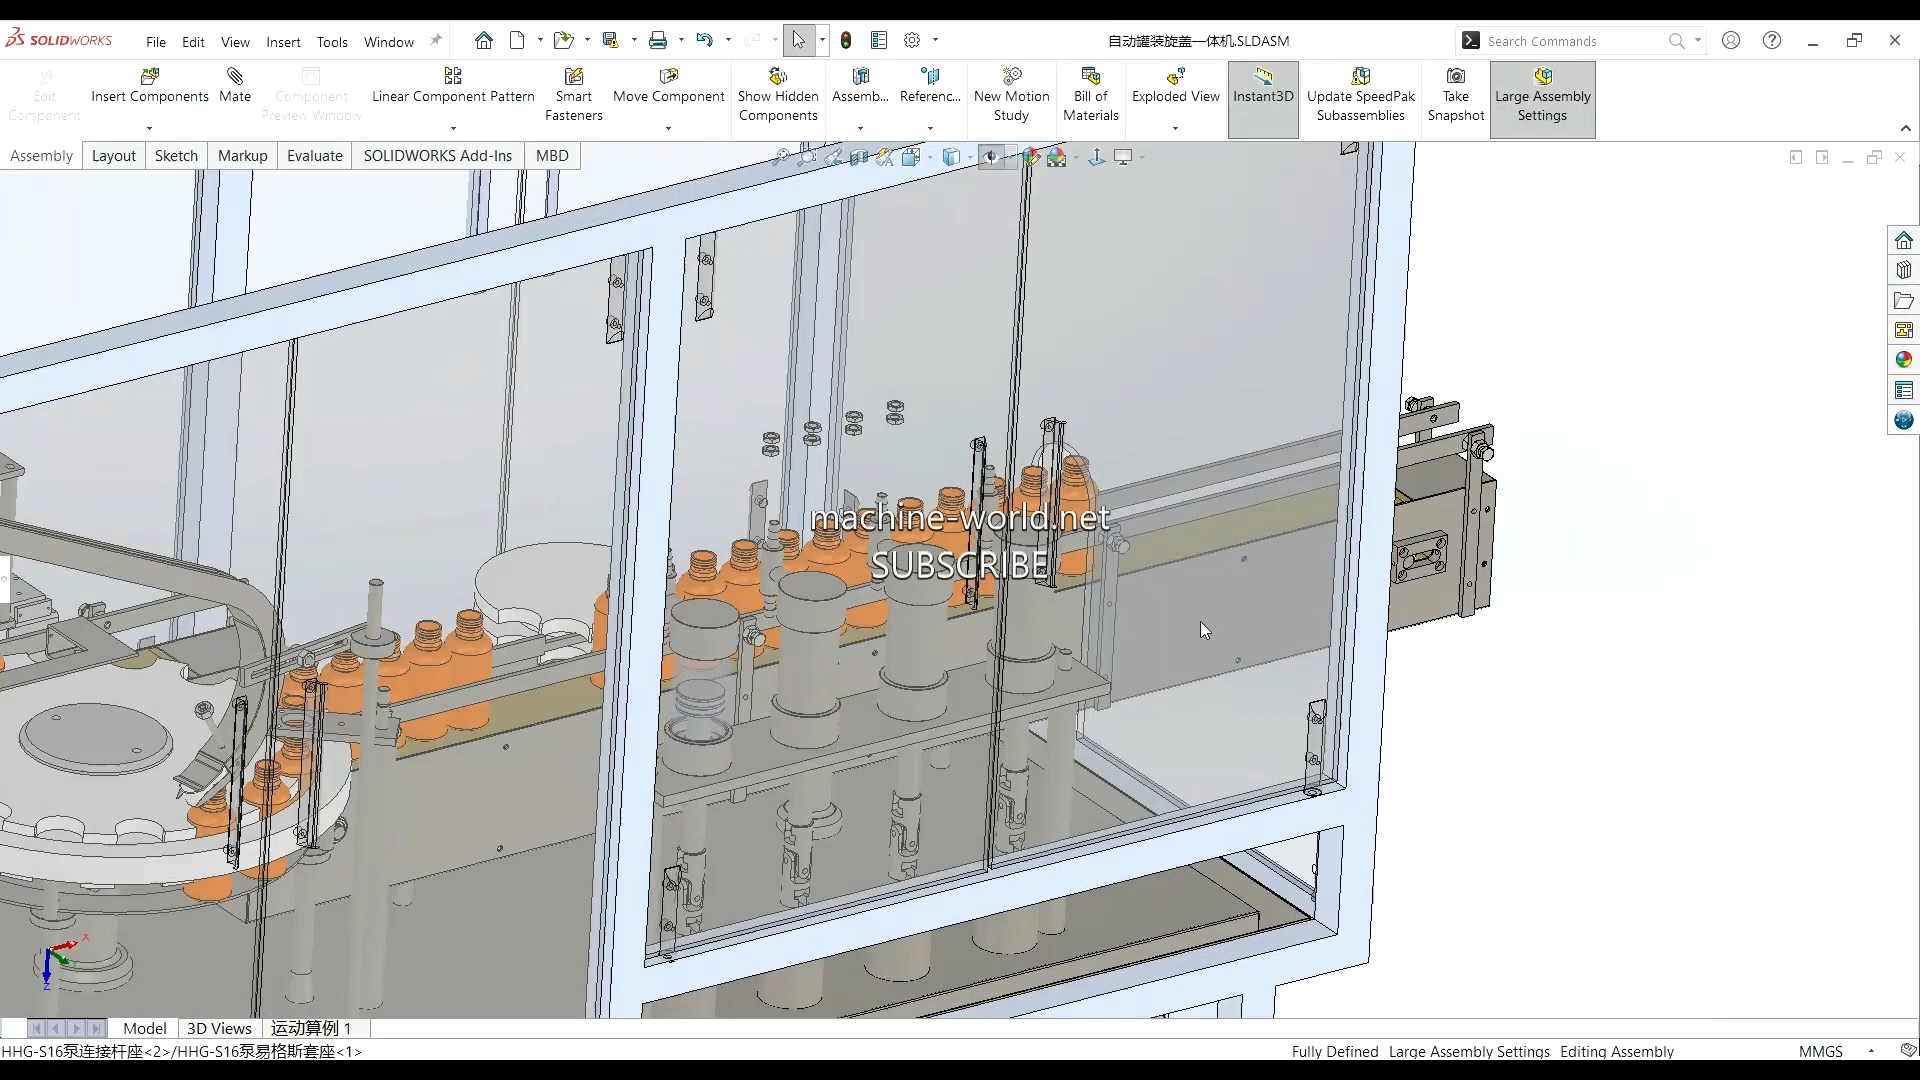 SOLIDWORKS
File Edit View Insert Tools Window
自动罐装旋盖一体机.SLDASM
Search Commands
Edit Component
Insert Components
Mate
Component Preview Window
Linear Component Pattern
Smart Fasteners
Move Component
Show Hidden Components
Assemb...
Referenc...
New Motion Study
Bill of Materials
Exploded View
Instant3D
Update SpeedPak Subassemblies
Take Snapshot
Large Assembly Settings
Assembly Layout Sketch Markup Evaluate SOLIDWORKS Add-Ins MBD
machine-world.net
SUBSCRIBE
X
Z
Model 3D Views 运动算例 1
HHG-S16泵连接杆座<2>/HHG-S16泵易格斯套座<1>
Fully Defined Large Assembly Settings Editing Assembly MMGS